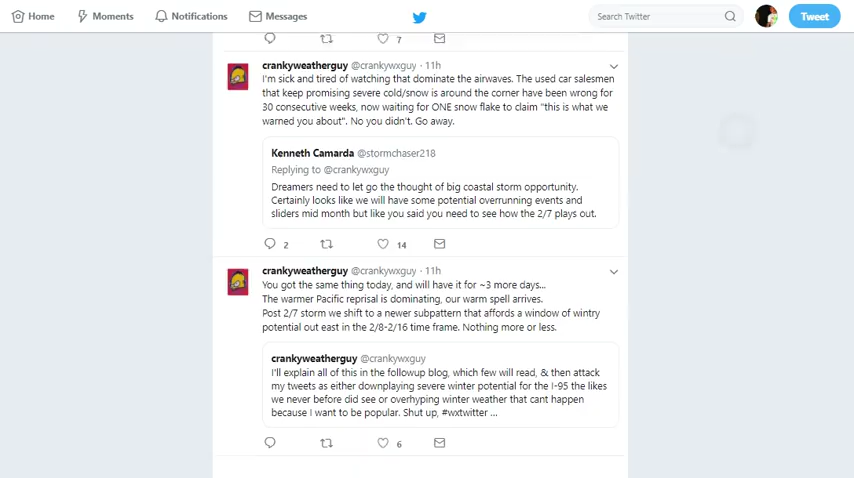 Home Moments Notifications Messages Search Twitter Tweet
7
crankyweatherguy @crankywxguy · 11h
I'm sick and tired of watching that dominate the airwaves. The used car salesmen
that keep promising severe cold/snow is around the corner have been wrong for
30 consecutive weeks, now waiting for ONE snow flake to claim "this is what we
warned you about". No you didn't. Go away.
Kenneth Camarda @stormchaser218
Replying to @crankywxguy
Dreamers need to let go the thought of big coastal storm opportunity.
Certainly looks like we will have some potential overrunning events and
sliders mid month but like you said you need to see how the 2/7 plays out.
2 14
crankyweatherguy @crankywxguy · 11h
You got the same thing today, and will have it for ~3 more days...
The warmer Pacific reprisal is dominating, our warm spell arrives.
Post 2/7 storm we shift to a newer subpattern that affords a window of wintry
potential out east in the 2/8-2/16 time frame. Nothing more or less.
crankyweatherguy @crankywxguy
I'll explain all of this in the followup blog, which few will read, & then attack
my tweets as either downplaying severe winter potential for the I-95 the likes
we never before did see or overhyping winter weather that cant happen
because I want to be popular. Shut up, #wxtwitter ...
6